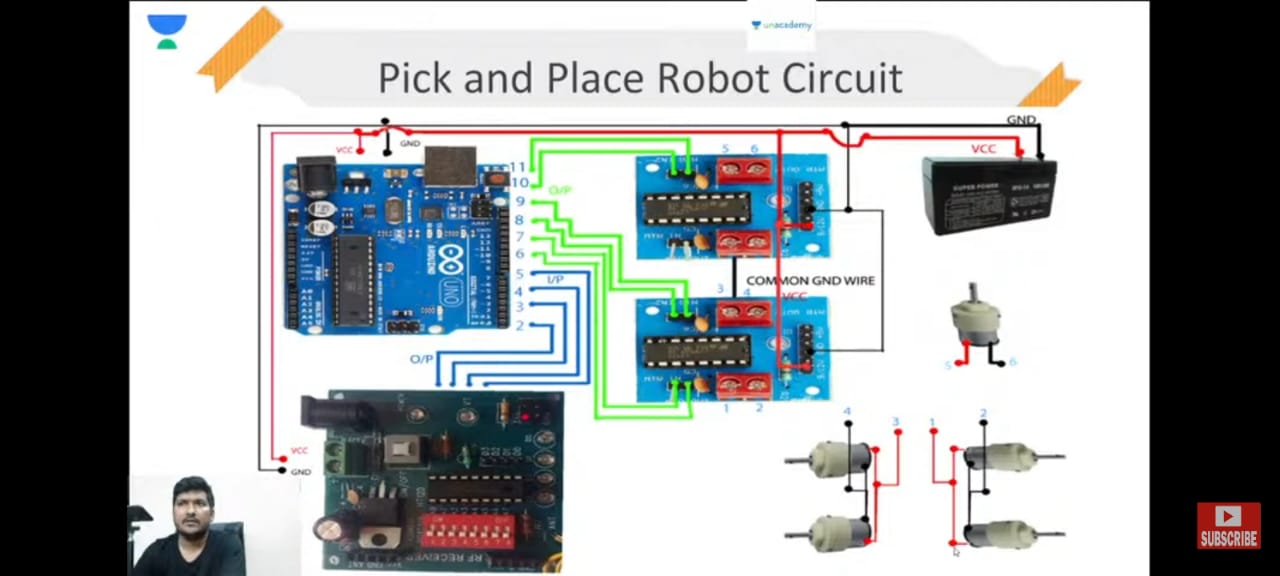 unacademy
Pick and Place Robot Circuit
GND
VCC
GND
VCC
11
10
O/P
9
8
7
6
5
I/P
4
3
2
O/P
5 6
SUPER POWER
ARDUINO
UNO
COMMON GND WIRE
VCC
3 4
1 2
5 6
4 3 1 2
VCC
GND
RF RECEIVER
SUBSCRIBE